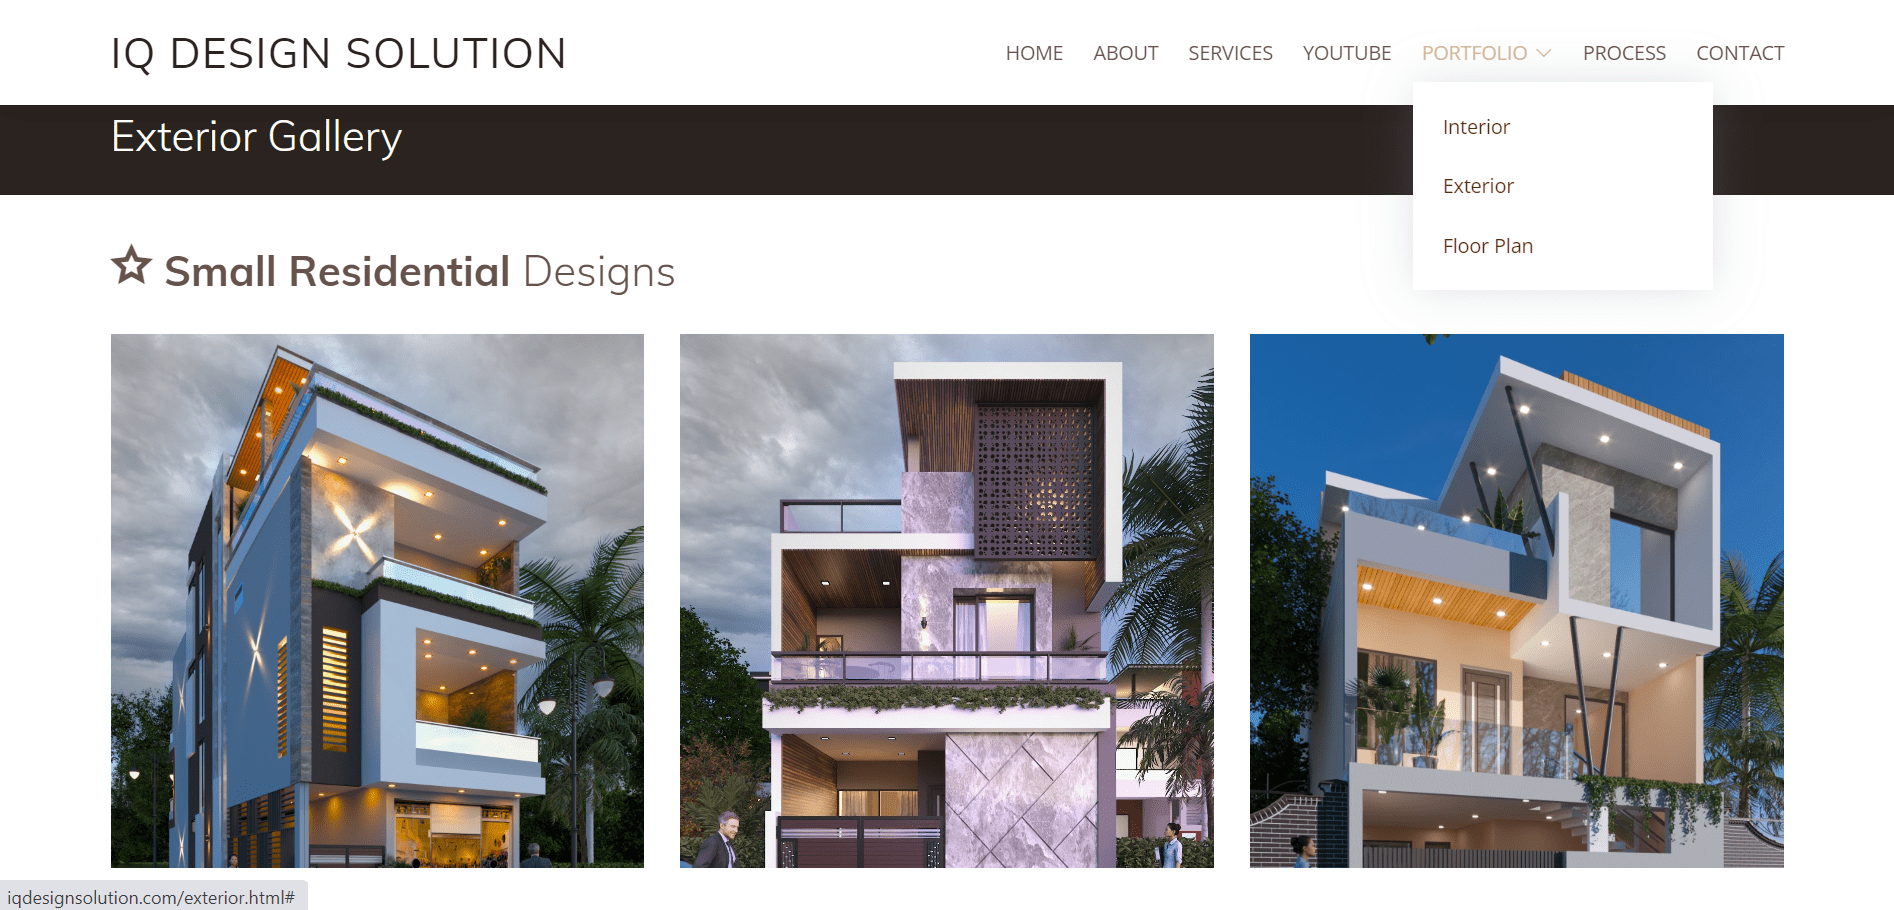 IQ DESIGN SOLUTION
HOME ABOUT SERVICES YOUTUBE PORTFOLIO PROCESS CONTACT
Interior
Exterior
Floor Plan
Exterior Gallery
Small Residential Designs
iqdesignsolution.com/exterior.html#